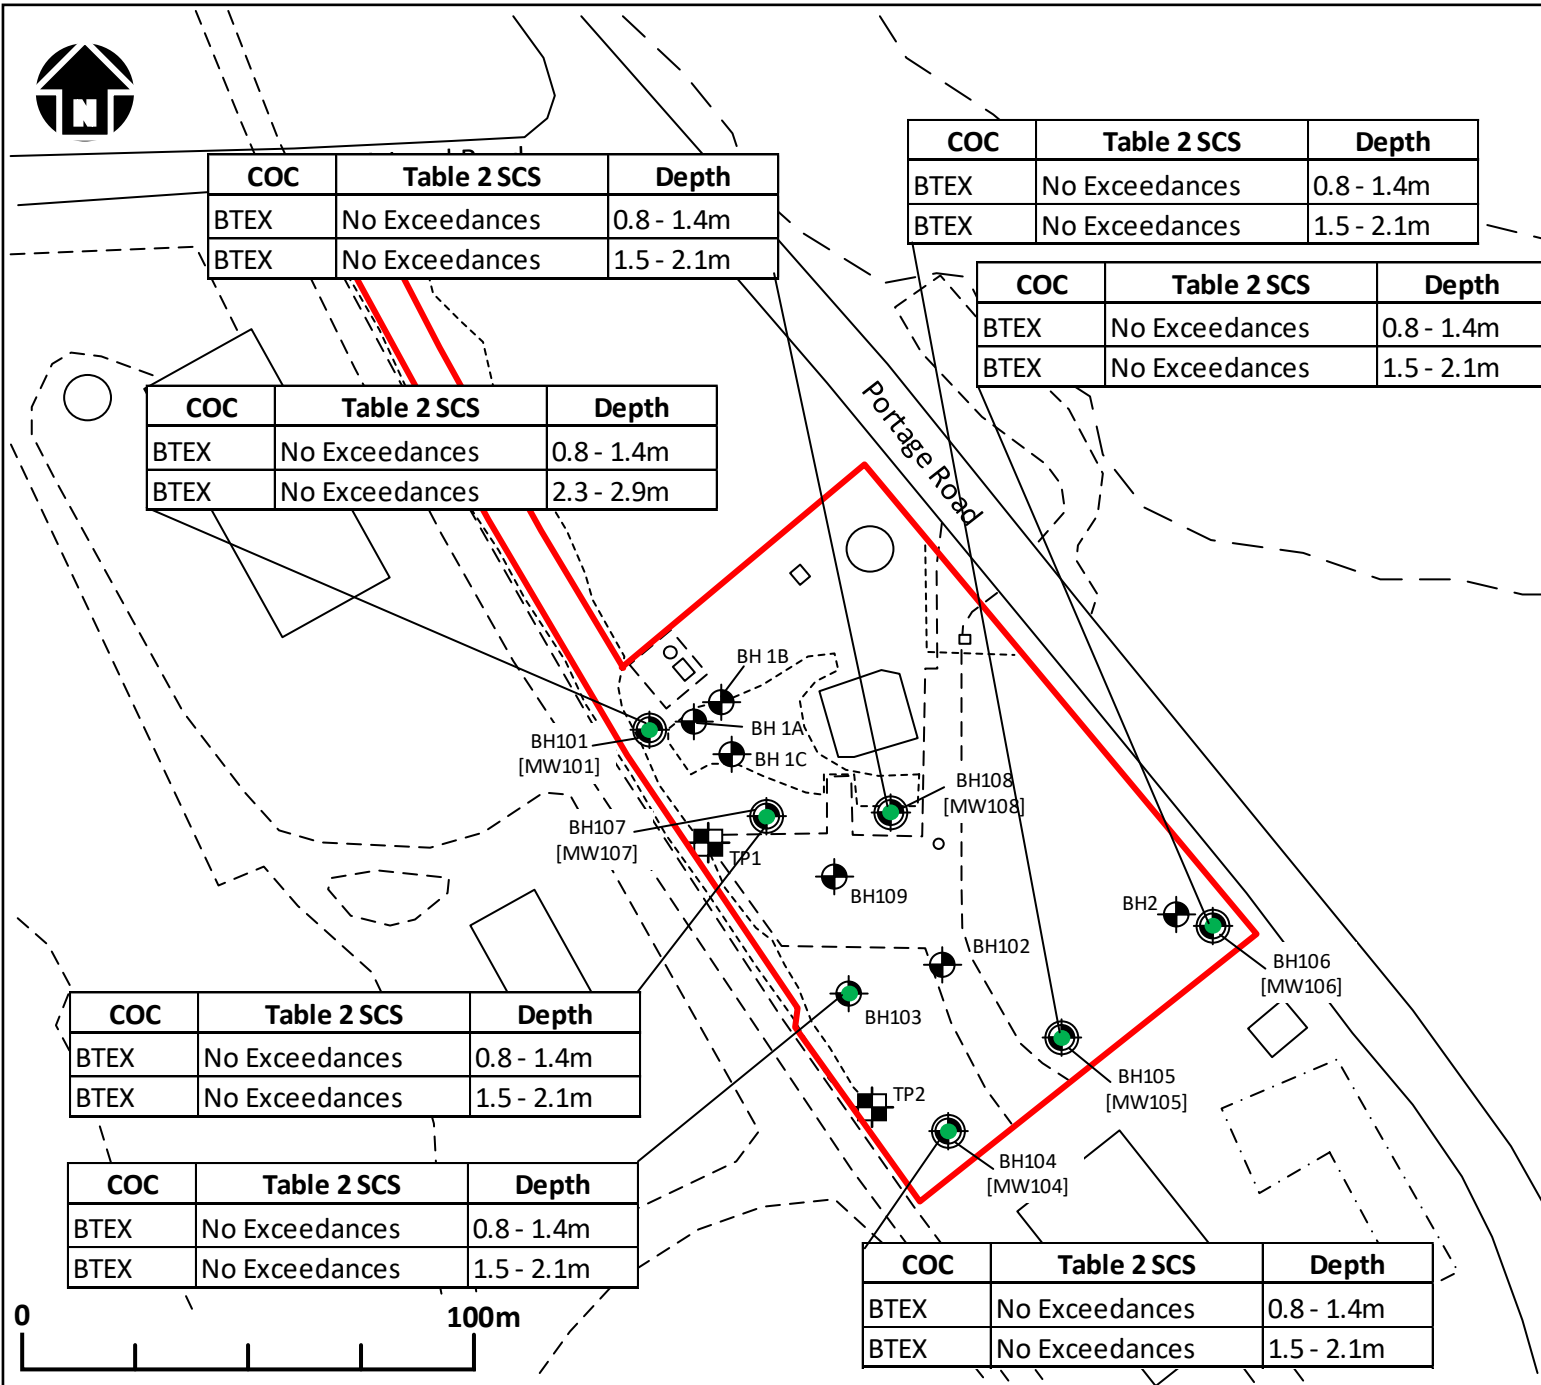 N
COC Table 2 SCS Depth
BTEX No Exceedances 0.8 - 1.4m
BTEX No Exceedances 1.5 - 2.1m
COC Table 2 SCS Depth
BTEX No Exceedances 0.8 - 1.4m
BTEX No Exceedances 1.5 - 2.1m
COC Table 2 SCS Depth
BTEX No Exceedances 0.8 - 1.4m
BTEX No Exceedances 1.5 - 2.1m
COC Table 2 SCS Depth
BTEX No Exceedances 0.8 - 1.4m
BTEX No Exceedances 2.3 - 2.9m
Portage Road
BH 1B
BH 1A
BH 1C
BH101
[MW101]
BH108
[MW108]
BH107
[MW107]
TP1
BH109
BH2
BH102
BH106
[MW106]
BH103
BH105
[MW105]
TP2
BH104
[MW104]
COC Table 2 SCS Depth
BTEX No Exceedances 0.8 - 1.4m
BTEX No Exceedances 1.5 - 2.1m
COC Table 2 SCS Depth
BTEX No Exceedances 0.8 - 1.4m
BTEX No Exceedances 1.5 - 2.1m
COC Table 2 SCS Depth
BTEX No Exceedances 0.8 - 1.4m
BTEX No Exceedances 1.5 - 2.1m
0 100m